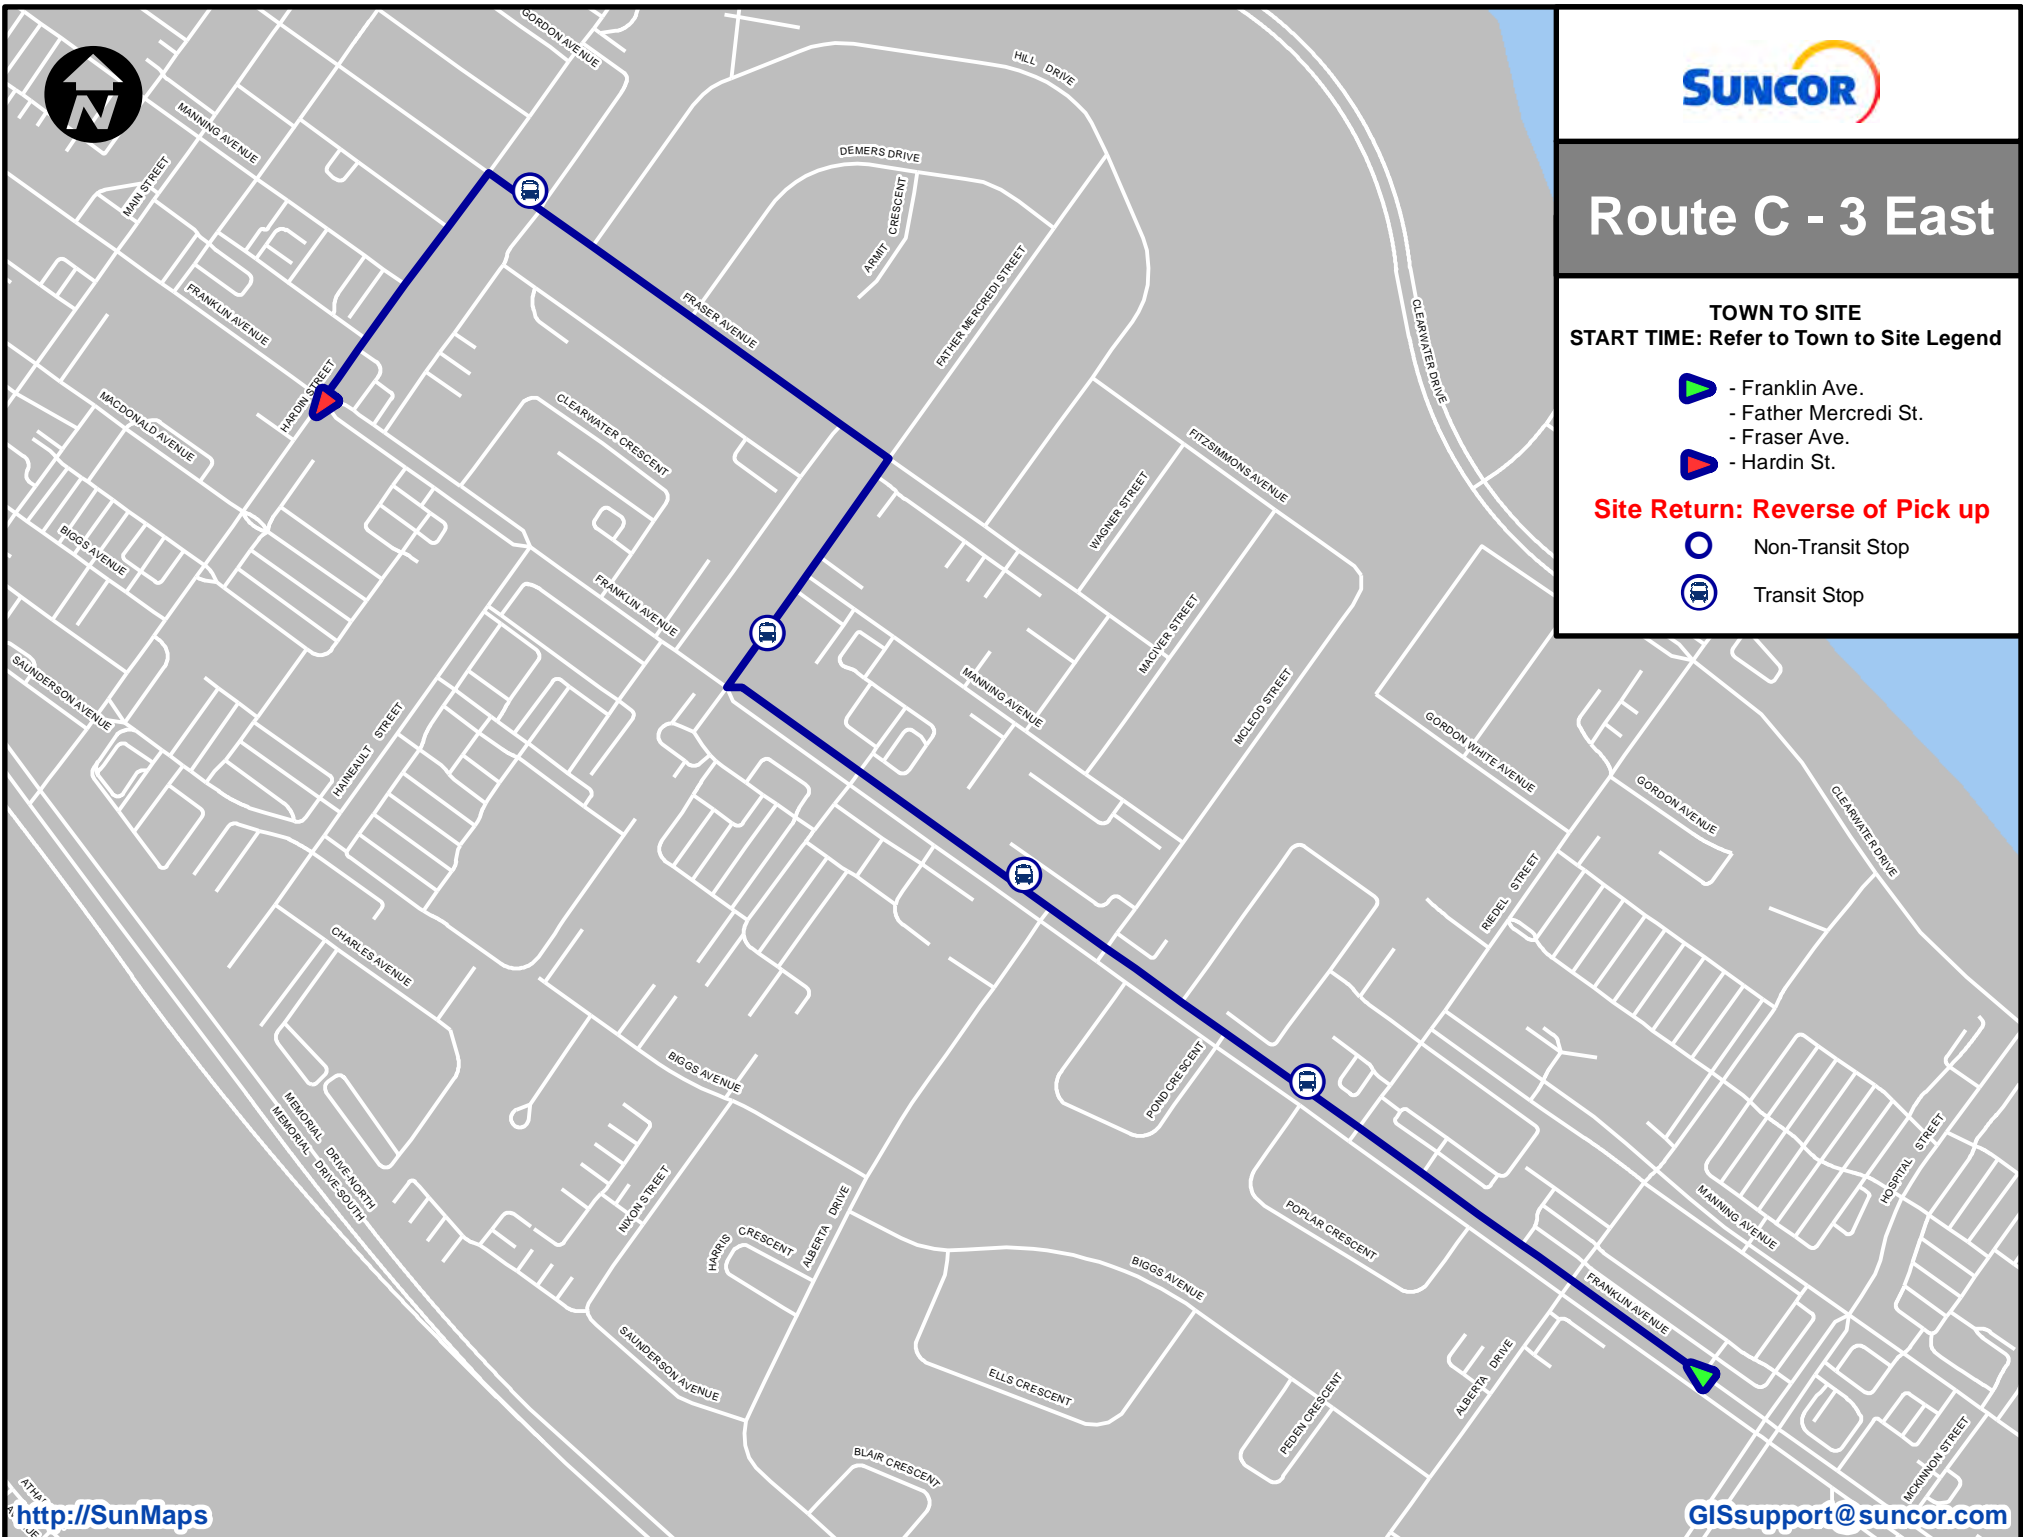 SUNCOR
Route C - 3 East
TOWN TO SITE
START TIME: Refer to Town to Site Legend
- Franklin Ave.
- Father Mercredi St.
- Fraser Ave.
- Hardin St.
Site Return: Reverse of Pick up
Non-Transit Stop
Transit Stop
N
GORDON AVENUE
HILL DRIVE
MANNING AVENUE
MAIN STREET
DEMERS DRIVE
ARMIT CRESCENT
FATHER MERCREDI STREET
FRASER AVENUE
FRANKLIN AVENUE
HARDIN STREET
CLEARWATER DRIVE
MACDONALD AVENUE
CLEARWATER CRESCENT
FITZSIMMONS AVENUE
WAGNER STREET
BIGGS AVENUE
FRANKLIN AVENUE
MACIVER STREET
SAUNDERSON AVENUE
MANNING AVENUE
MCLEOD STREET
HAINEAULT STREET
GORDON WHITE AVENUE
GORDON AVENUE
CLEARWATER DRIVE
RIEDEL STREET
CHARLES AVENUE
BIGGS AVENUE
POND CRESCENT
MEMORIAL DRIVE-NORTH
MEMORIAL DRIVE-SOUTH
NIXON STREET
HARRIS CRESCENT
ALBERTA DRIVE
POPLAR CRESCENT
HOSPITAL STREET
MANNING AVENUE
BIGGS AVENUE
FRANKLIN AVENUE
SAUNDERSON AVENUE
ELLS CRESCENT
ALBERTA DRIVE
PEDEN CRESCENT
BLAIR CRESCENT
MCKINNON STREET
http://SunMaps
GISsupport@suncor.com